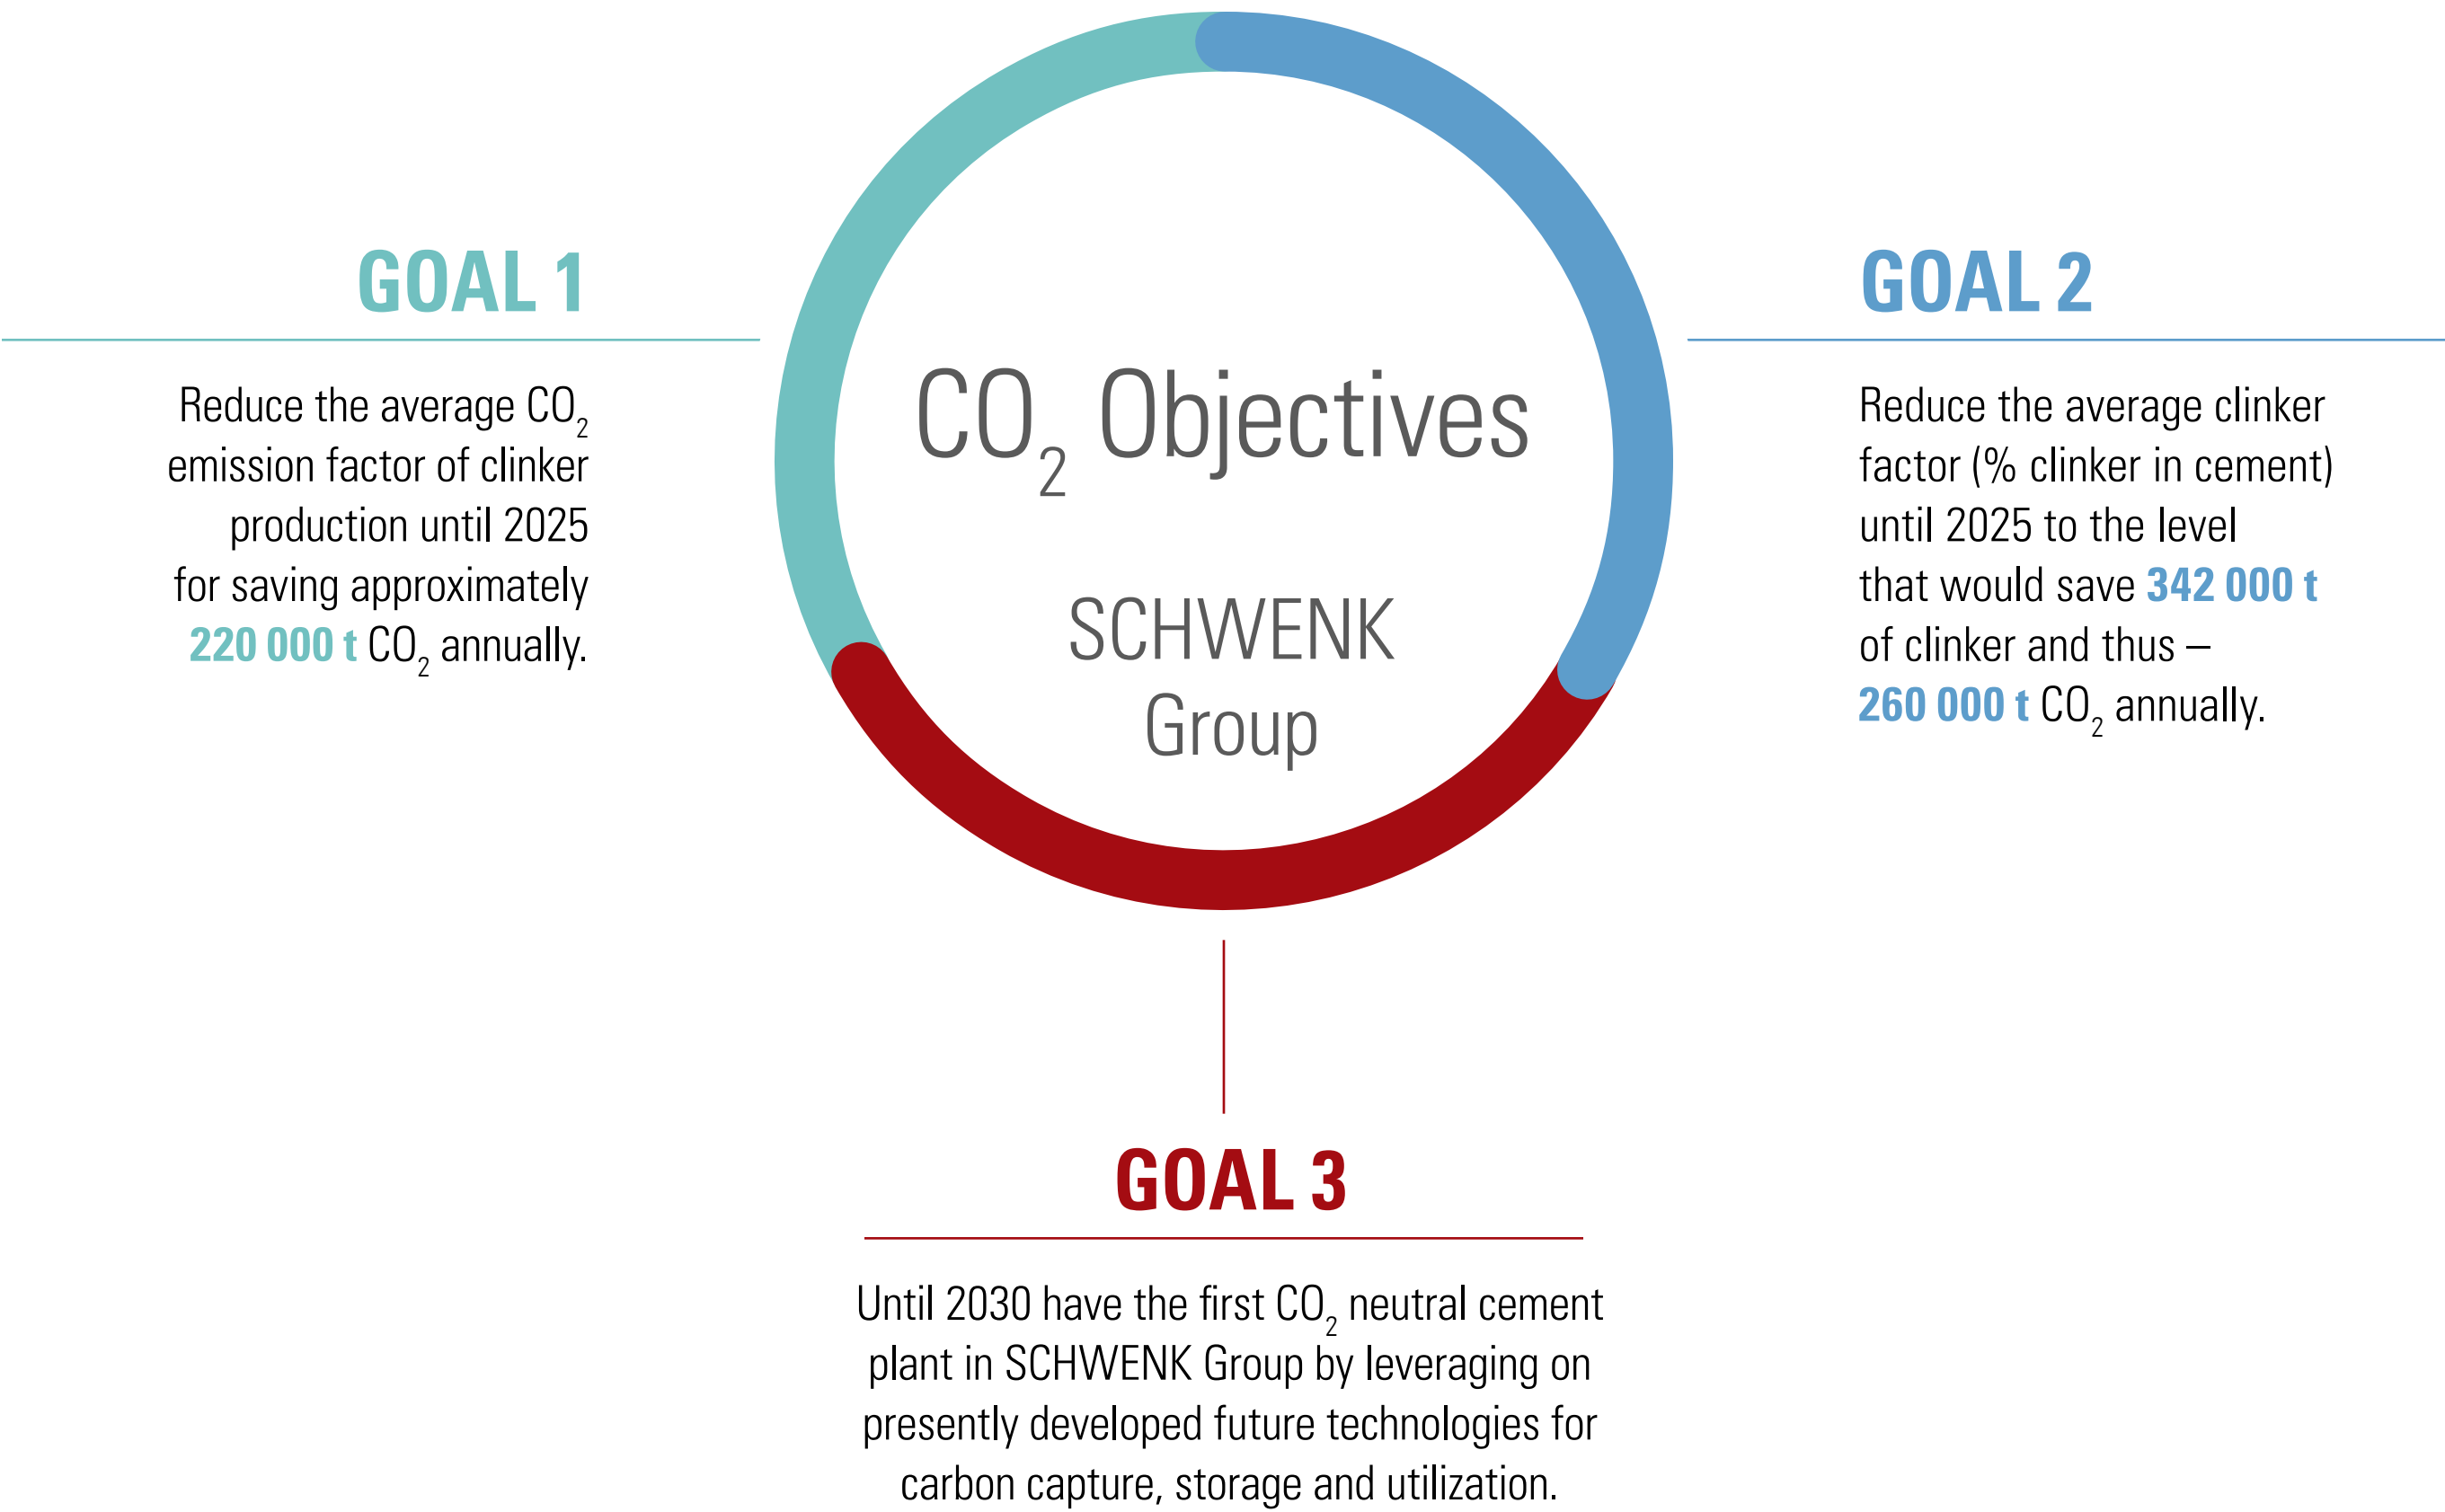 CO₂ Objectives
SCHWENK
Group
GOAL 1
Reduce the average CO₂
emission factor of clinker
production until 2025
for saving approximately
220 000 t CO₂ annually.
GOAL 2
Reduce the average clinker
factor (% clinker in cement)
until 2025 to the level
that would save 342 000 t
of clinker and thus –
260 000 t CO₂ annually.
GOAL 3
Until 2030 have the first CO₂ neutral cement
plant in SCHWENK Group by leveraging on
presently developed future technologies for
carbon capture, storage and utilization.